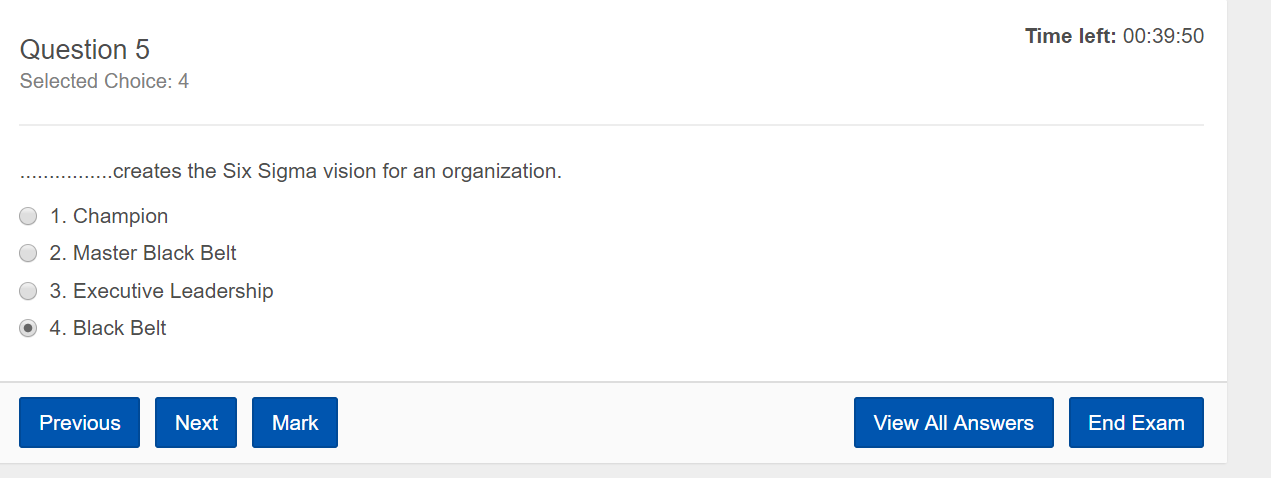 Question 5
Time left: 00:39:50
Selected Choice: 4
................creates the Six Sigma vision for an organization.
1. Champion
2. Master Black Belt
3. Executive Leadership
4. Black Belt
Previous Next Mark View All Answers End Exam